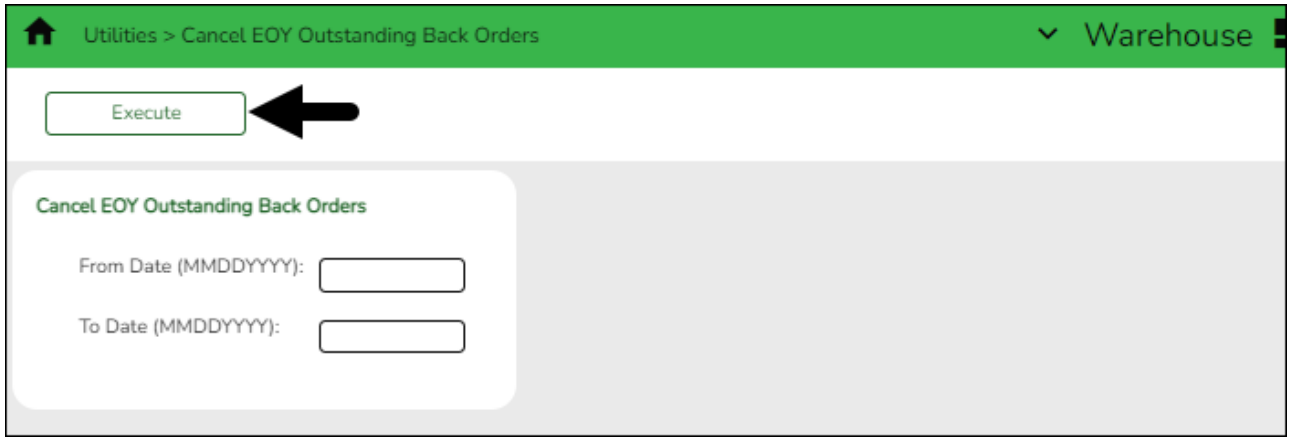 Utilities > Cancel EOY Outstanding Back Orders
Warehouse
Execute
Cancel EOY Outstanding Back Orders
From Date (MMDDYYYY):
To Date (MMDDYYYY):